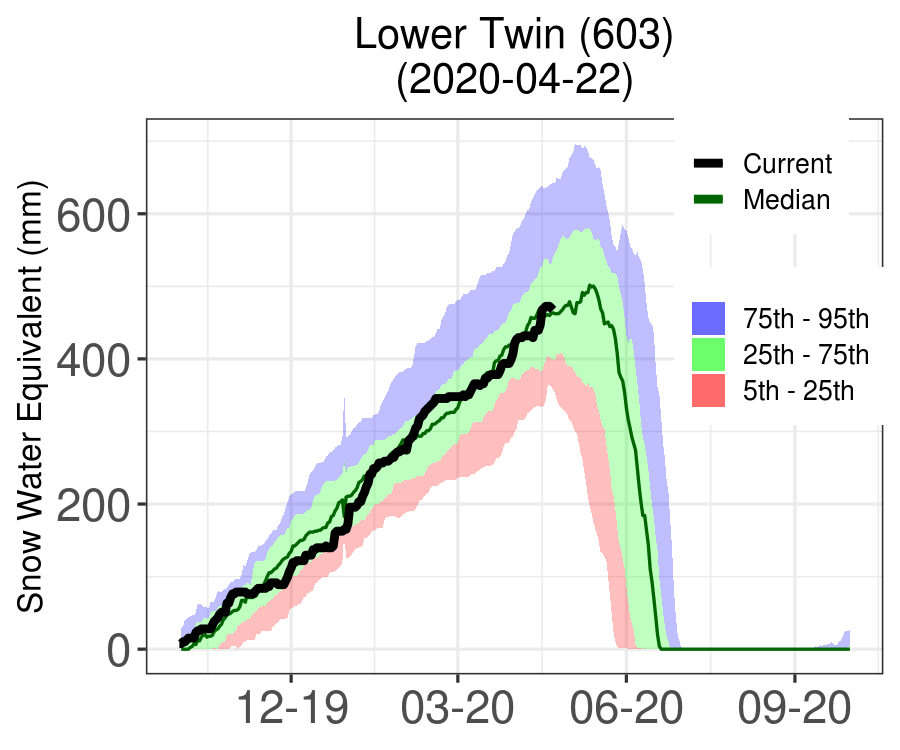 Lower Twin (603)
(2020-04-22)
Snow Water Equivalent (mm)
600
400
200
0
12-19
03-20
06-20
09-20
Current
Median
75th - 95th
25th - 75th
5th - 25th